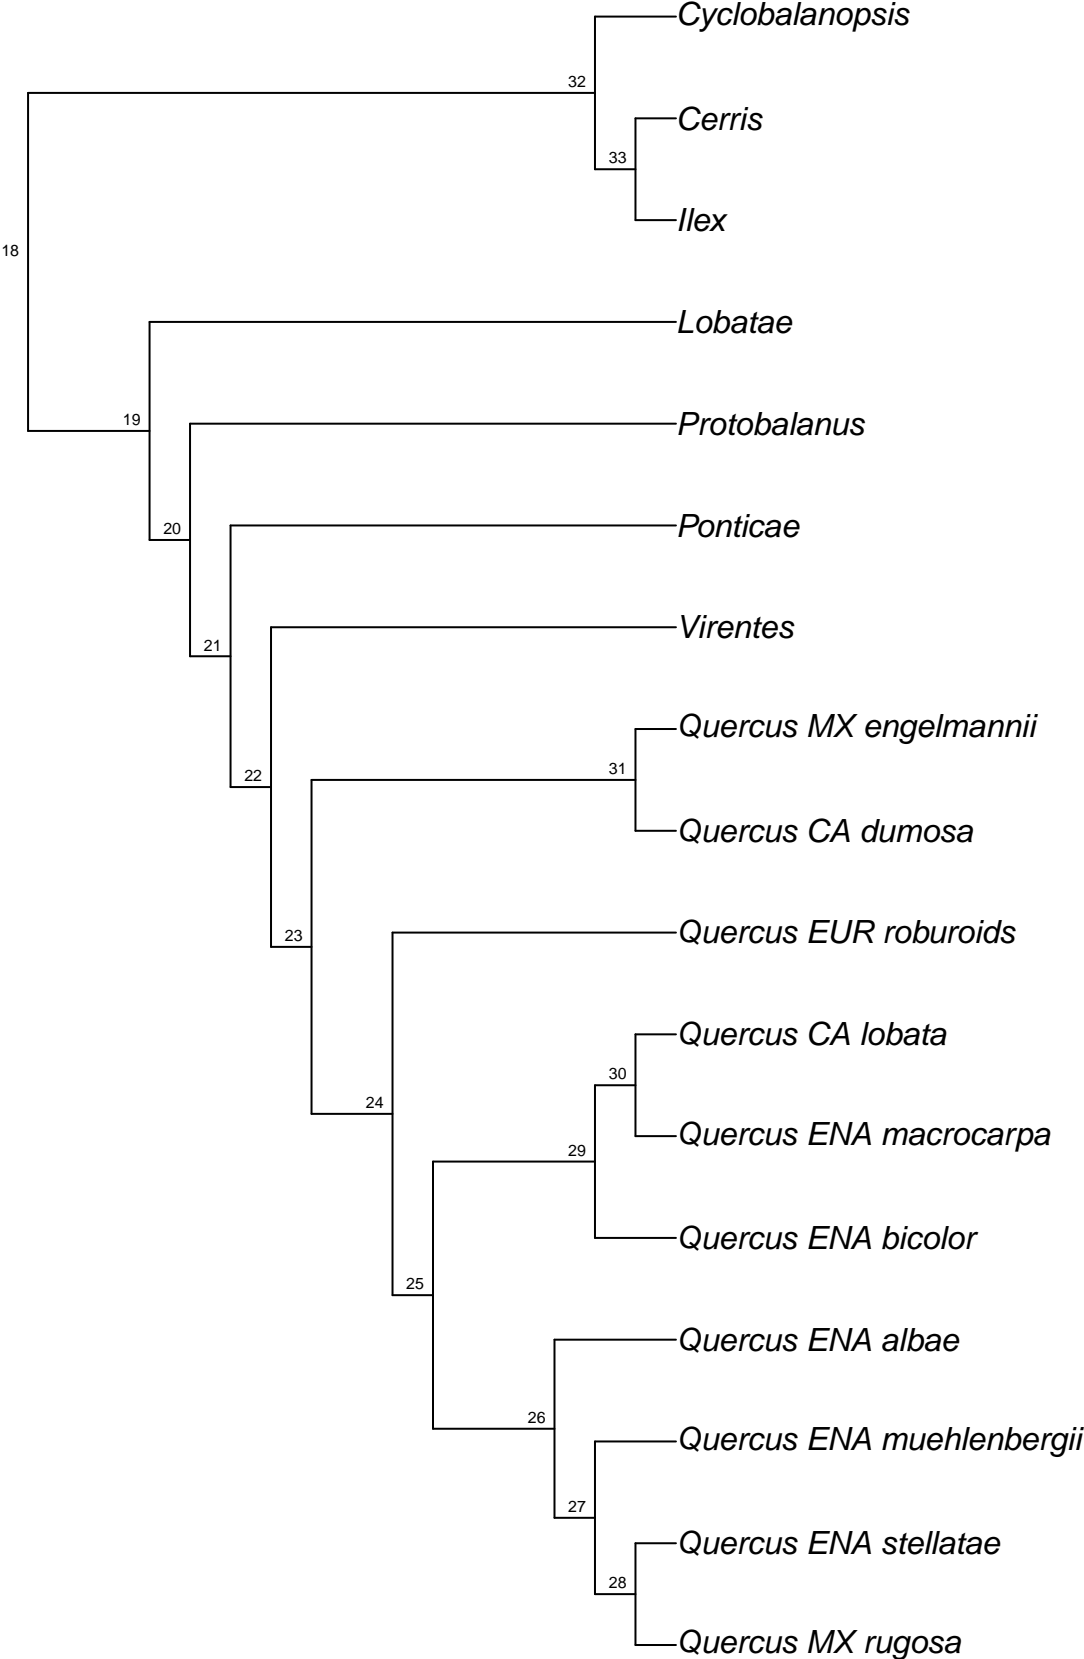 Cyclobalanopsis
32
Cerris
33
Ilex
18
Lobatae
19
Protobalanus
20
Ponticae
21
Virentes
Quercus MX engelmannii
31
22
Quercus CA dumosa
23
Quercus EUR roburoids
Quercus CA lobata
30
24
Quercus ENA macrocarpa
29
Quercus ENA bicolor
25
Quercus ENA albae
26
Quercus ENA muehlenbergii
27
Quercus ENA stellatae
28
Quercus MX rugosa